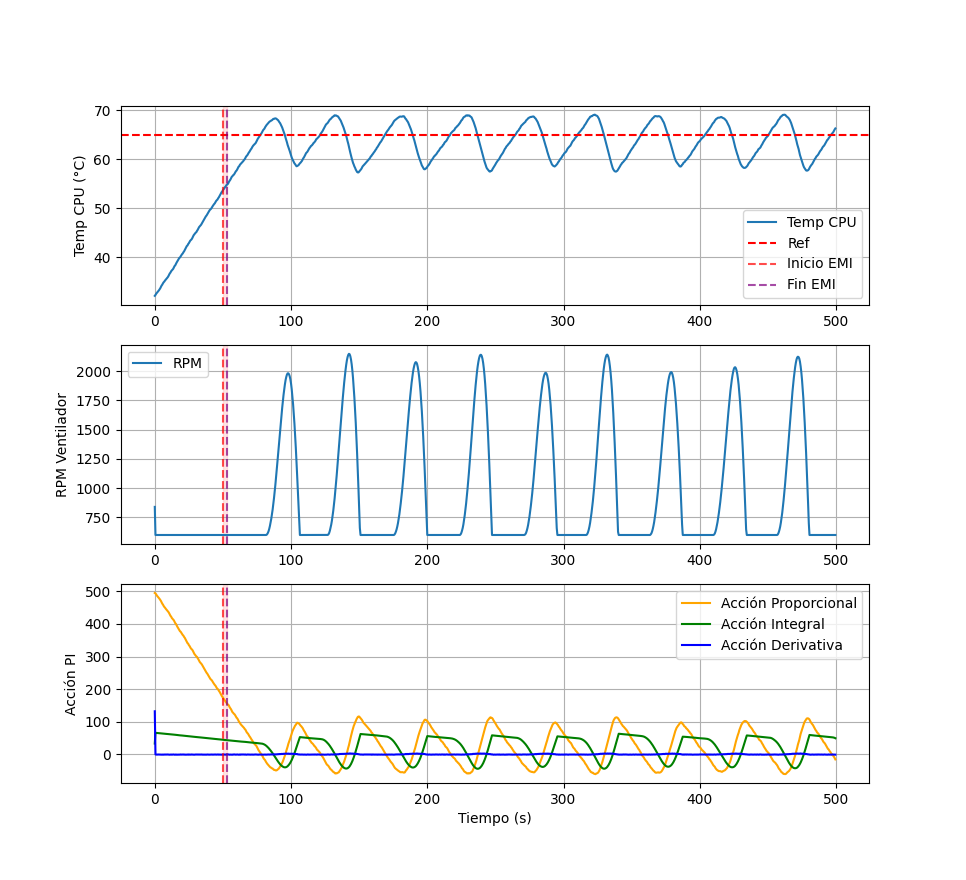 70
60
50
40
Temp CPU (°C)
Temp CPU
Ref
Inicio EMI
Fin EMI
0 100 200 300 400 500
2000
1750
1500
1250
1000
750
RPM Ventilador
RPM
0 100 200 300 400 500
500
400
300
200
100
0
Acción PI
Acción Proporcional
Acción Integral
Acción Derivativa
0 100 200 300 400 500
Tiempo (s)